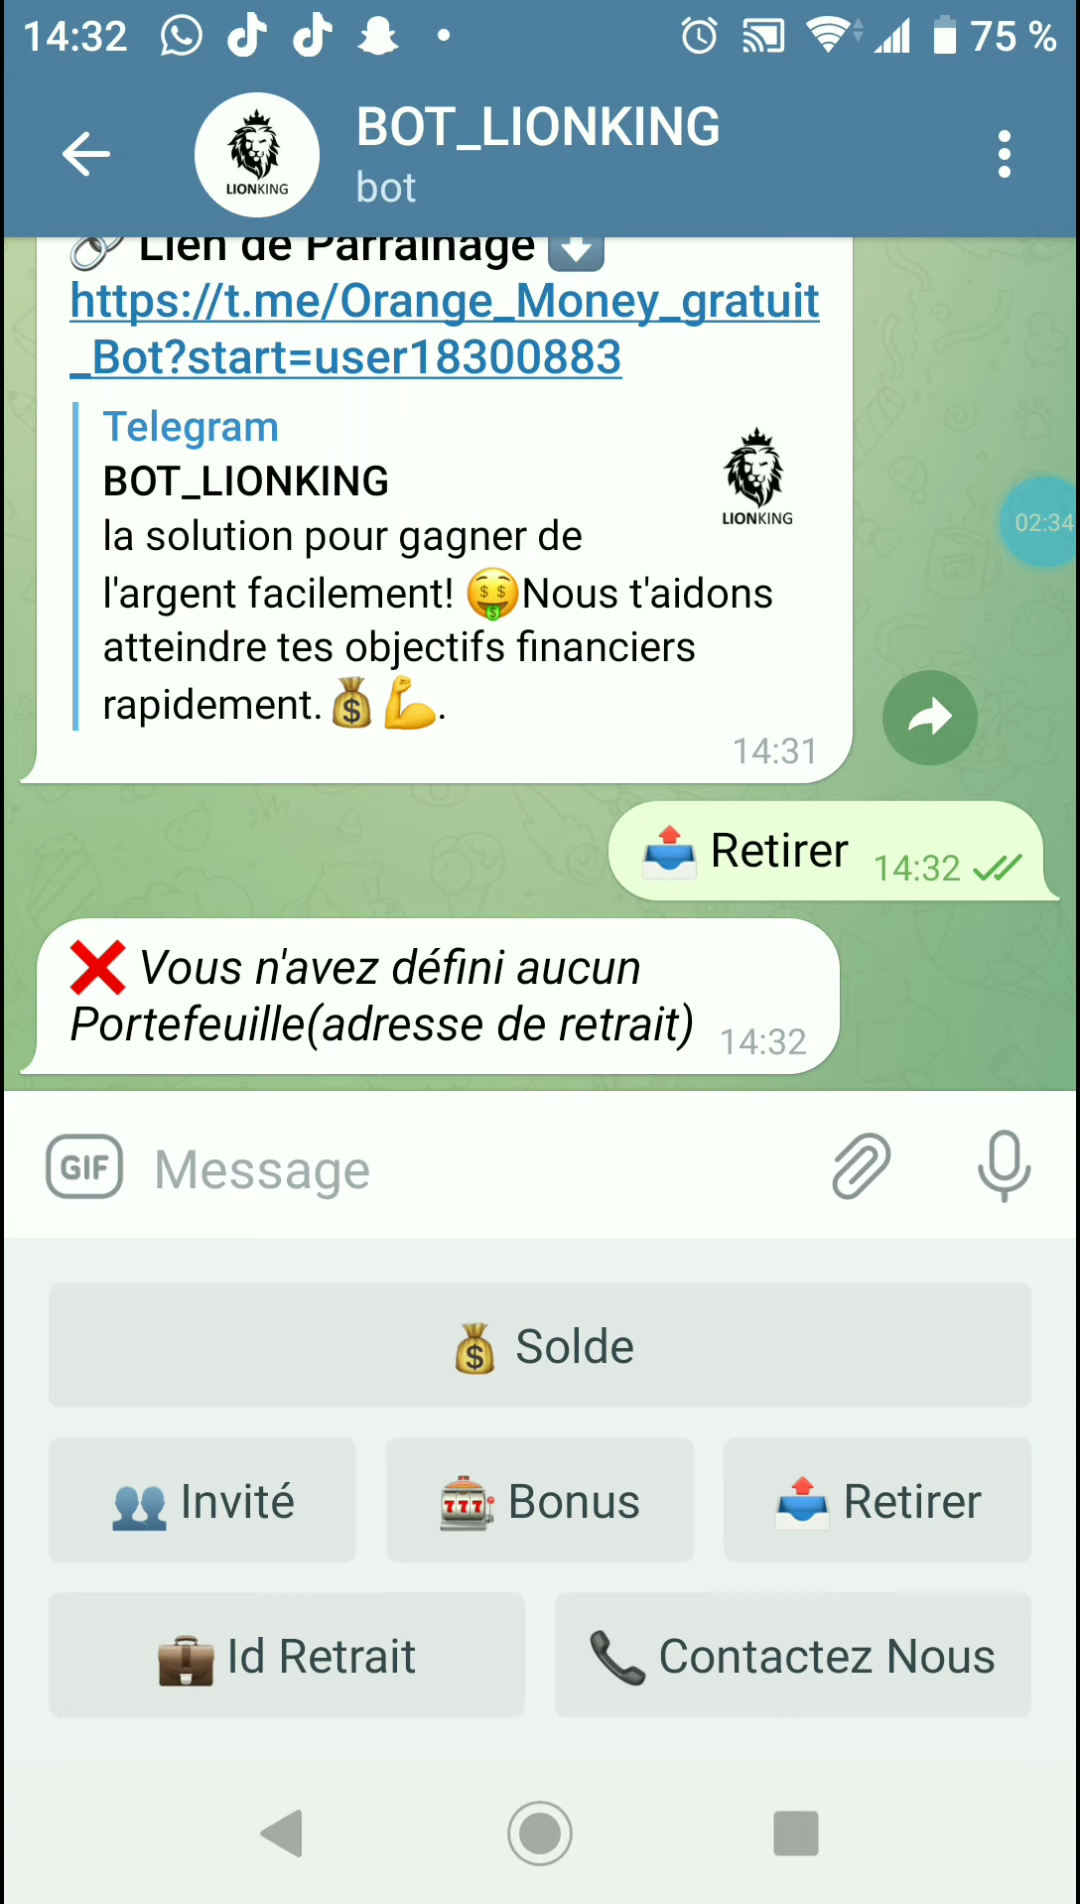 14:32
75 %
BOT_LIONKING
bot
LIONKING
Lien de Parrainage
https://t.me/Orange_Money_gratuit
_Bot?start=user18300883
Telegram
BOT_LIONKING
la solution pour gagner de
l'argent facilement! 🤑Nous t'aidons
atteindre tes objectifs financiers
rapidement.💰💪.
LIONKING
02:34
14:31
📤 Retirer 14:32
❌ Vous n'avez défini aucun
Portefeuille(adresse de retrait) 14:32
GIF Message
💰 Solde
👥 Invité
🎰 Bonus
📤 Retirer
💼 Id Retrait
📞 Contactez Nous